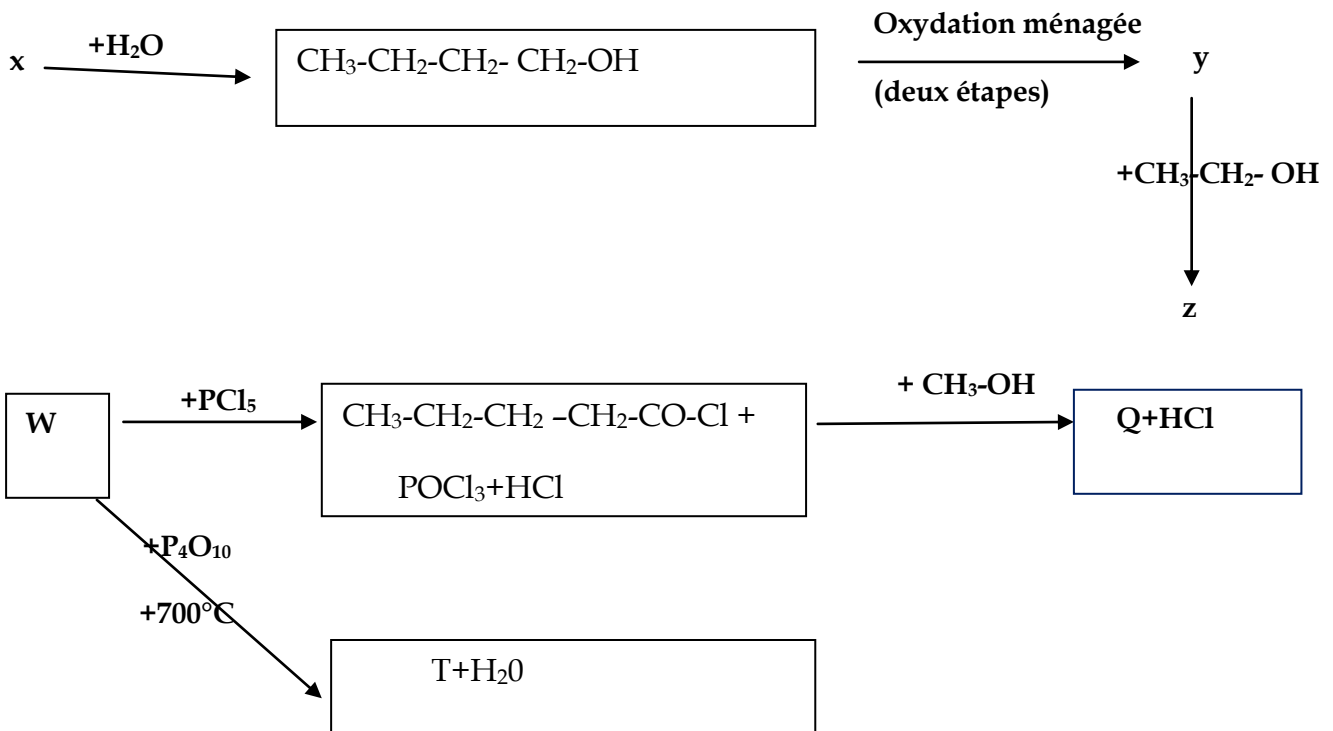 x
+H₂O
CH₃-CH₂-CH₂- CH₂-OH
Oxydation ménagée
(deux étapes)
y
+CH₃-CH₂- OH
z
W
+PCl₅
CH₃-CH₂-CH₂ –CH₂-CO-Cl +
POCl₃+HCl
+ CH₃-OH
Q+HCl
+P₄O₁₀
+700°C
T+H₂0